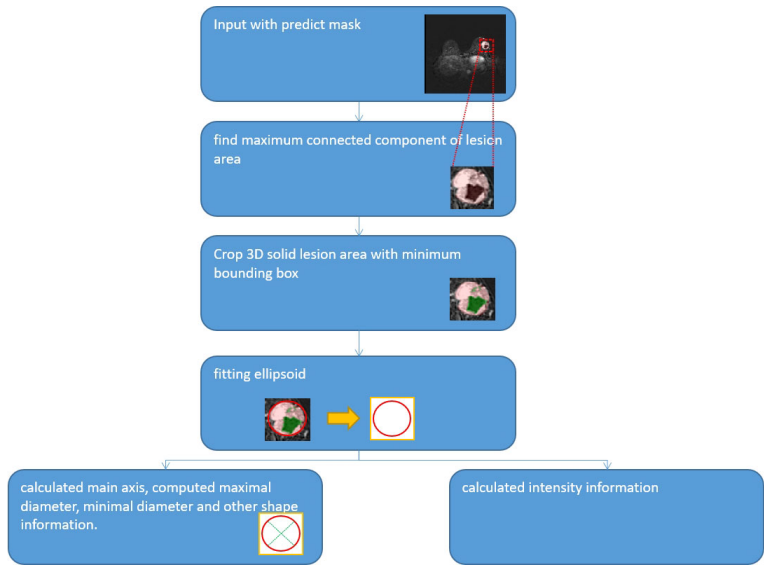 Input with predict mask
find maximum connected component of lesion
area
Crop 3D solid lesion area with minimum
bounding box
fitting ellipsoid
calculated main axis, computed maximal
diameter, minimal diameter and other shape
information.
calculated intensity information